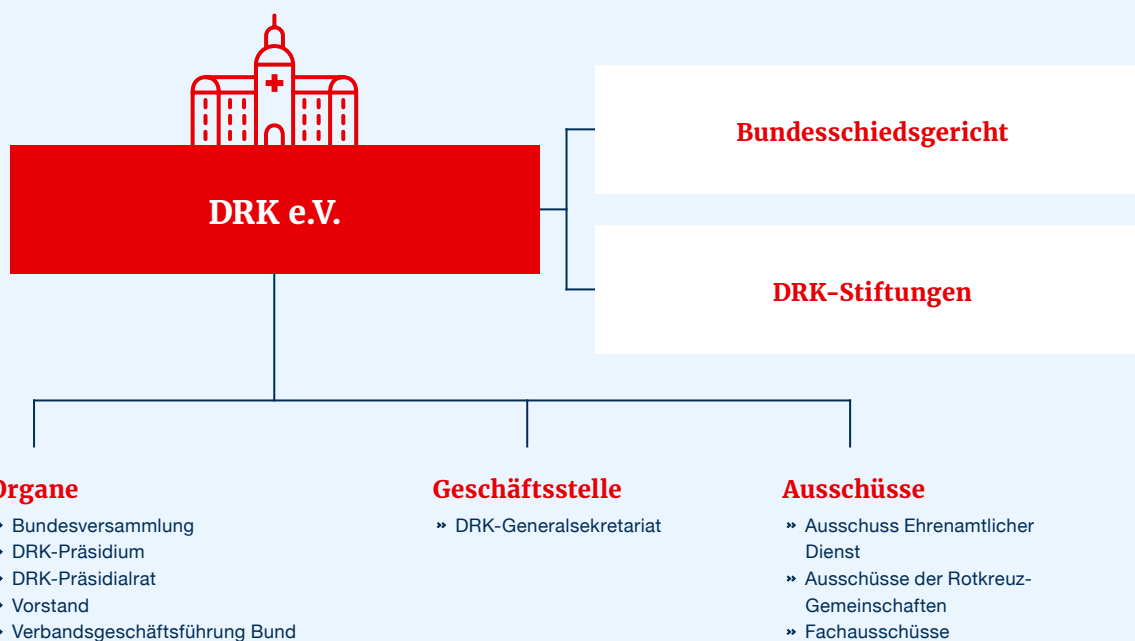 Bundesschiedsgericht
DRK e.V.
DRK-Stiftungen
Organe
» Bundesversammlung
» DRK-Präsidium
» DRK-Präsidialrat
» Vorstand
» Verbandsgeschäftsführung Bund
Geschäftsstelle
» DRK-Generalsekretariat
Ausschüsse
» Ausschuss Ehrenamtlicher
Dienst
» Ausschüsse der Rotkreuz-
Gemeinschaften
» Fachausschüsse